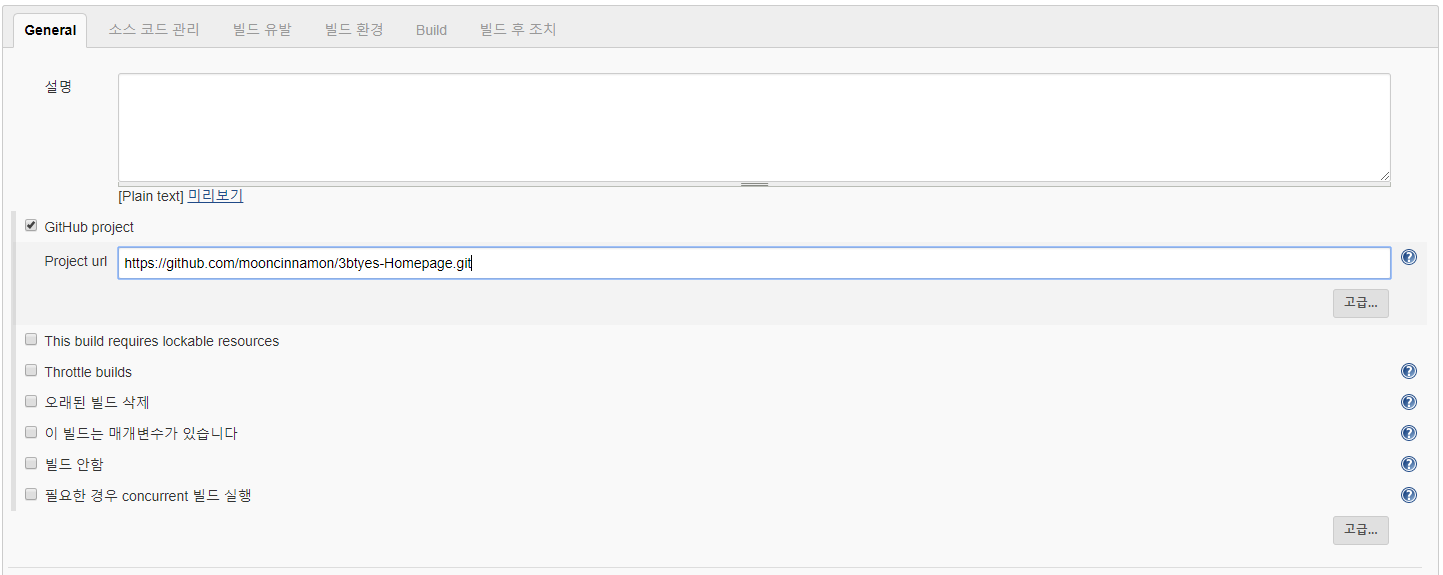 General 소스 코드 관리 빌드 유발 빌드 환경 Build 빌드 후 조치
설명
[Plain text] 미리보기
GitHub project
Project url https://github.com/mooncinnamon/3btyes-Homepage.git
고급...
This build requires lockable resources
Throttle builds
오래된 빌드 삭제
이 빌드는 매개변수가 있습니다
빌드 안함
필요한 경우 concurrent 빌드 실행
고급...